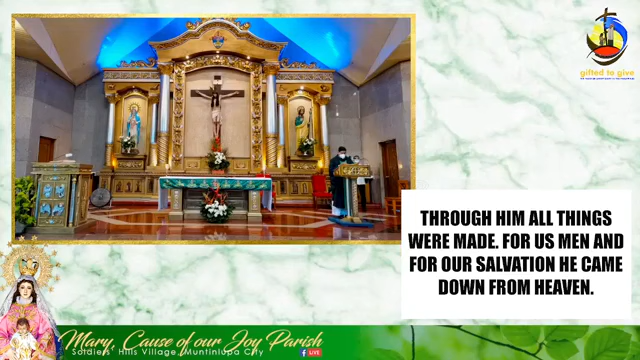 gifted to give
THROUGH HIM ALL THINGS
WERE MADE. FOR US MEN AND
FOR OUR SALVATION HE CAME
DOWN FROM HEAVEN.
Mary, Cause of our Joy Parish
Soldiers' Hills Village, Muntinlupa City
f LIVE